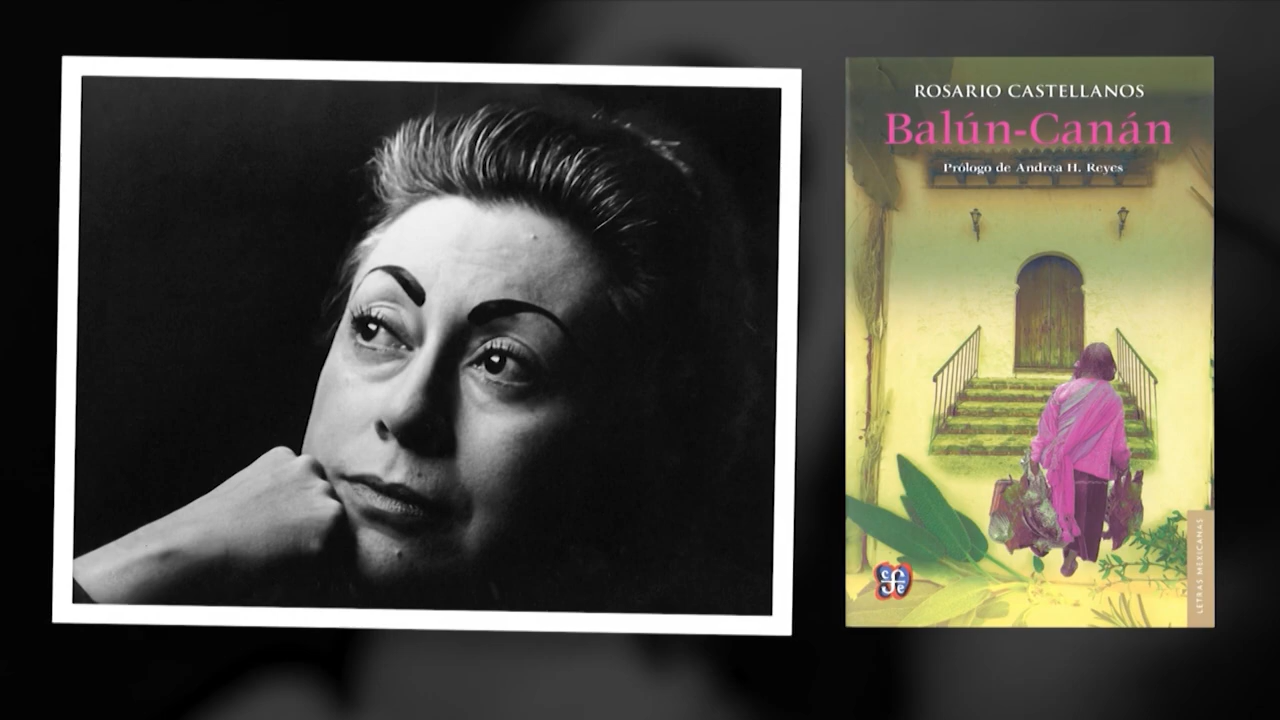 ROSARIO CASTELLANOS
Balún-Canán
Prólogo de Andrea H. Reyes
LETRAS MEXICANAS